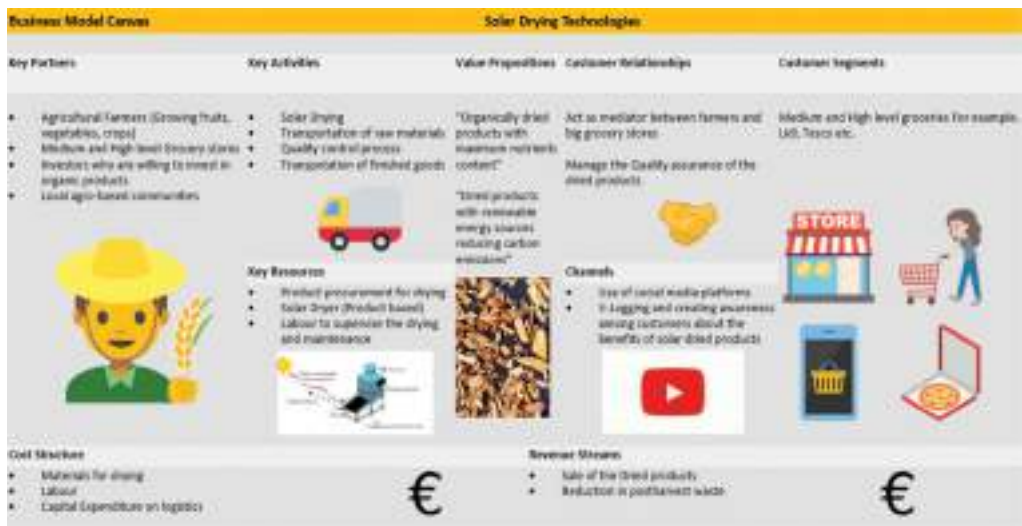 Business Model Canvas
Solar Drying Technologies
Key Partners
Agricultural Farmers (Growing fruits,
vegetables, crops)
Medium and High level Grocery stores
Investors who are willing to invest in
organic products
Local agro-based communities
Key Activities
Solar Drying
Transportation of raw materials
Quality control process
Transportation of finished goods
Key Resources
Product procurement for drying
Solar Dryer (Product based)
Labour to supervise the drying
and maintenance
Value Propositions
"Organically dried
products with
maximum nutrients
content"
"Dried products
with renewable
energy sources
reducing carbon
emissions"
Customer Relationships
Act as mediator between farmers and
big grocery stores
Manage the Quality assurance of the
dried products
Channels
Use of social media platforms
V-Logging and creating awareness
among customers about the
benefits of solar dried products
Customer Segments
Medium and High level groceries For example.
Lidl, Tesco etc.
STORE
Cost Structure
Materials for drying
Labour
Capital Expenditure on logistics
€
Revenue Streams
Sale of the Dried products
Reduction in postharvest waste
€